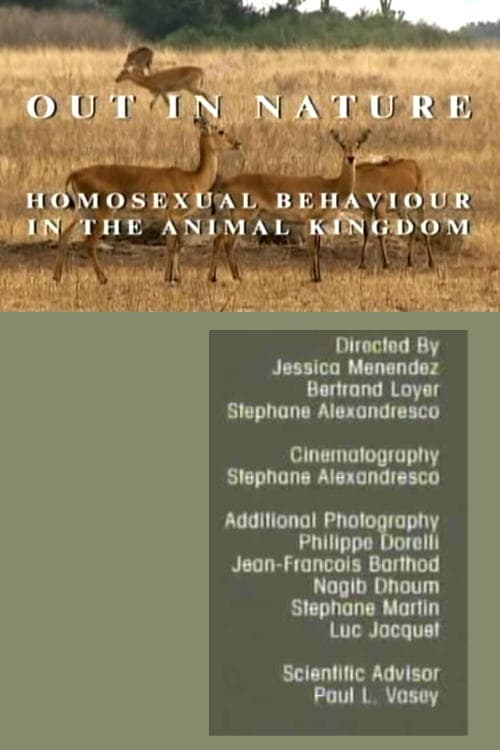 OUT IN NATURE
HOMOSEXUAL BEHAVIOUR
IN THE ANIMAL KINGDOM
Directed By
Jessica Menendez
Bertrand Loyer
Stephane Alexandresco
Cinematography
Stephane Alexandresco
Additional Photography
Philippe Dorelli
Jean-Francois Barthod
Nagib Dhoum
Stephane Martin
Luc Jacquet
Scientific Advisor
Paul L. Vasey